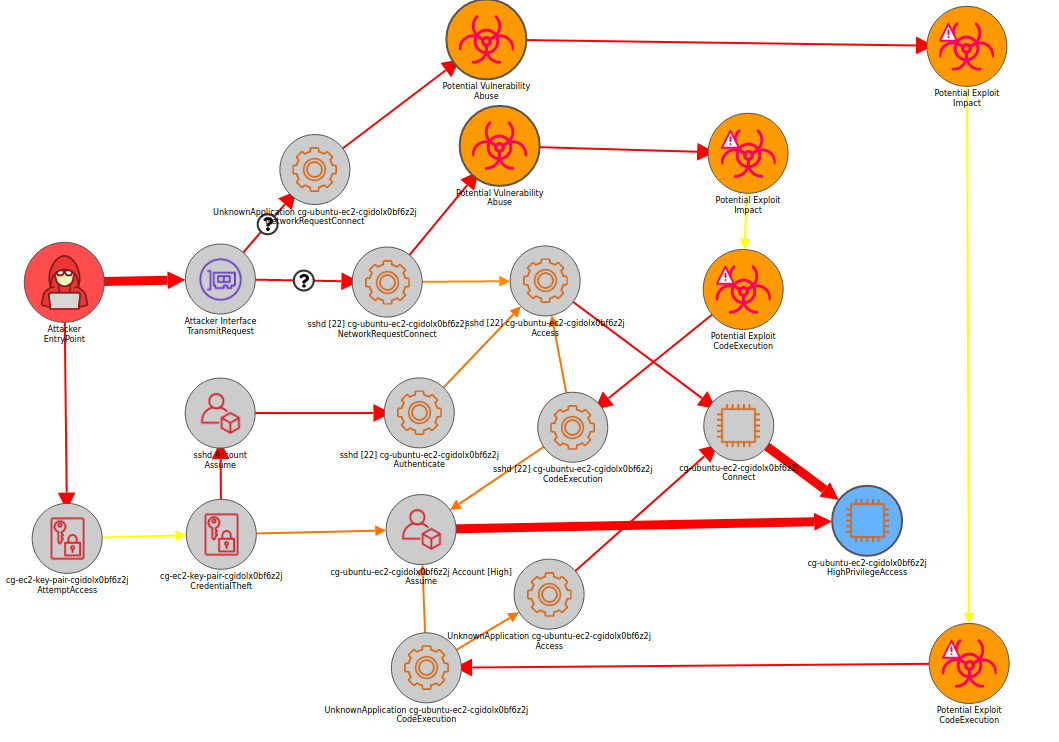 Potential Vulnerability
Abuse
Potential Exploit
Impact
Potential Vulnerability
Abuse
Potential Exploit
Impact
UnknownApplication cg-ubuntu-ec2-cgidolx0bf6z2j
NetworkRequestConnect
?
?
Attacker
EntryPoint
Attacker Interface
TransmitRequest
sshd [22] cg-ubuntu-ec2-cgidolx0bf6z2j
NetworkRequestConnect
sshd [22] cg-ubuntu-ec2-cgidolx0bf6z2j
Access
Potential Exploit
CodeExecution
sshd Account
Assume
sshd [22] cg-ubuntu-ec2-cgidolx0bf6z2j
Authenticate
sshd [22] cg-ubuntu-ec2-cgidolx0bf6z2j
CodeExecution
cg-ubuntu-ec2-cgidolx0bf6z2j
Connect
cg-ec2-key-pair-cgidolx0bf6z2j
AttemptAccess
cg-ec2-key-pair-cgidolx0bf6z2j
CredentialTheft
cg-ubuntu-ec2-cgidolx0bf6z2j Account [High]
Assume
cg-ubuntu-ec2-cgidolx0bf6z2j
HighPrivilegeAccess
UnknownApplication cg-ubuntu-ec2-cgidolx0bf6z2j
Access
UnknownApplication cg-ubuntu-ec2-cgidolx0bf6z2j
CodeExecution
Potential Exploit
CodeExecution